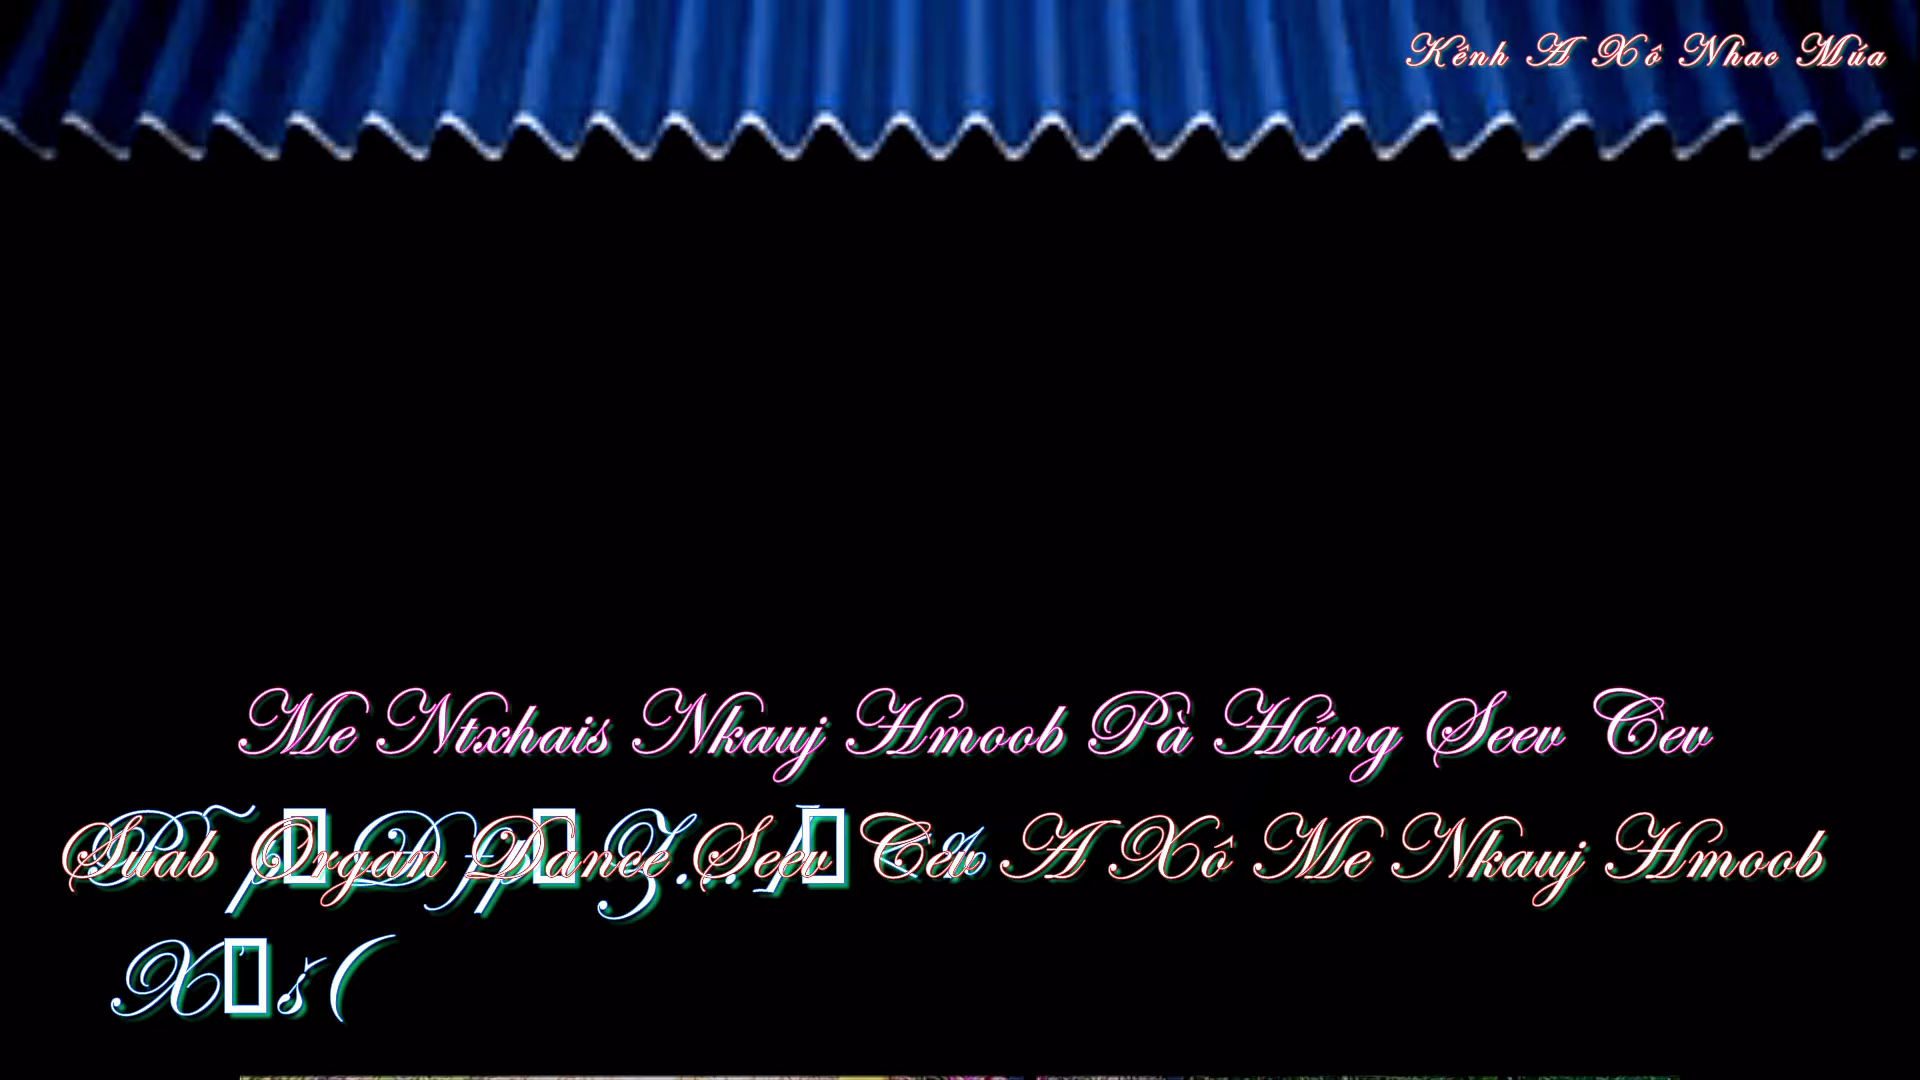 Kênh A Xô Nhac Múa
Me Ntxhais Nkauj Hmoob Pà Háng Seev Cev
Suab Organ Dance Seev Cev A Xô Me Nkauj Hmoob